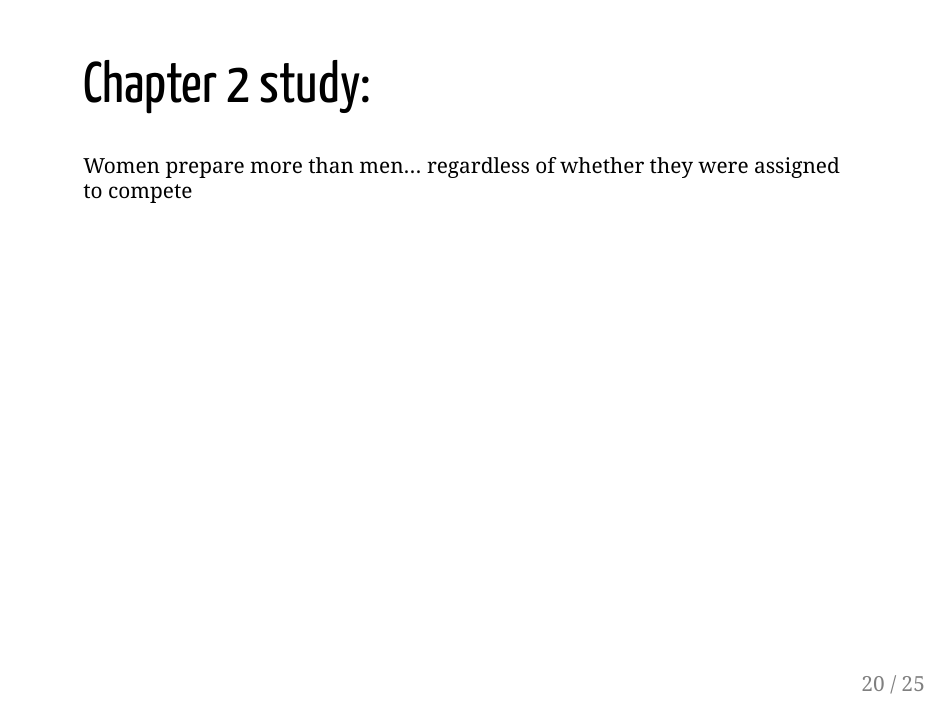 Chapter 2 study:
Women prepare more than men... regardless of whether they were assigned
to compete
20 / 25